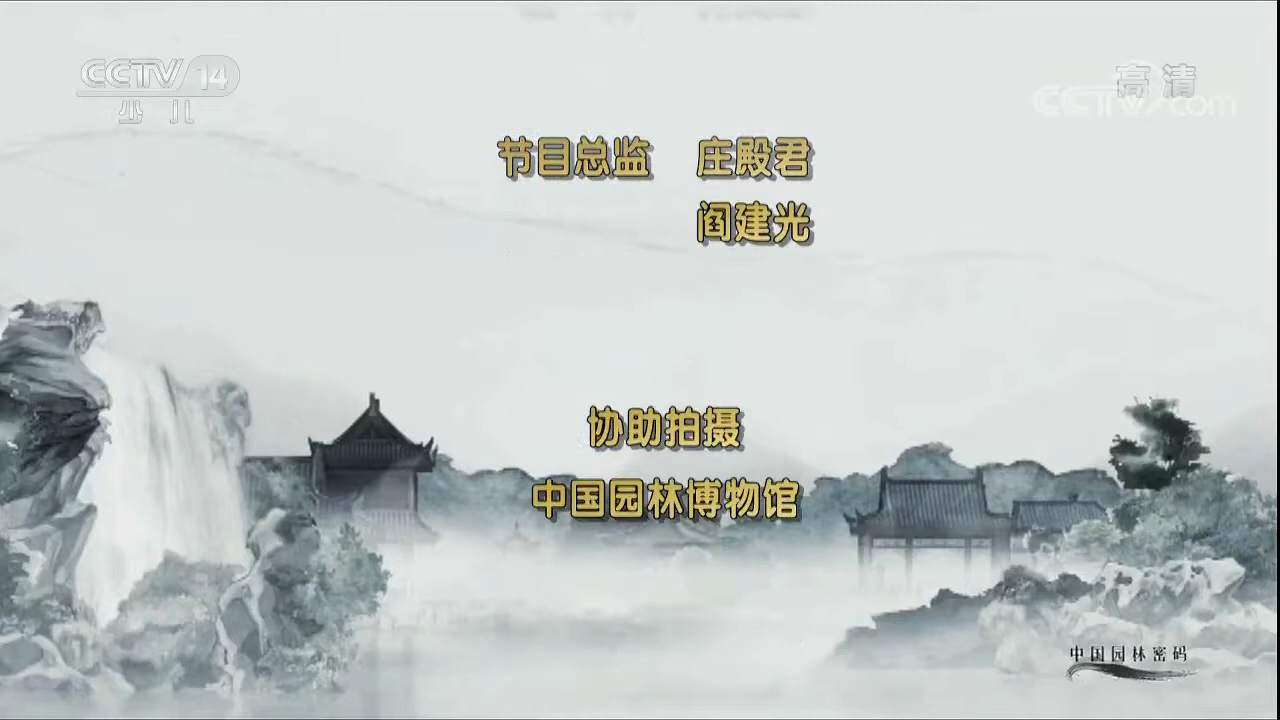 CCTV 14
少儿
高清
CCTV.com
节目总监 庄殿君
阎建光
协助拍摄
中国园林博物馆
中国园林密码